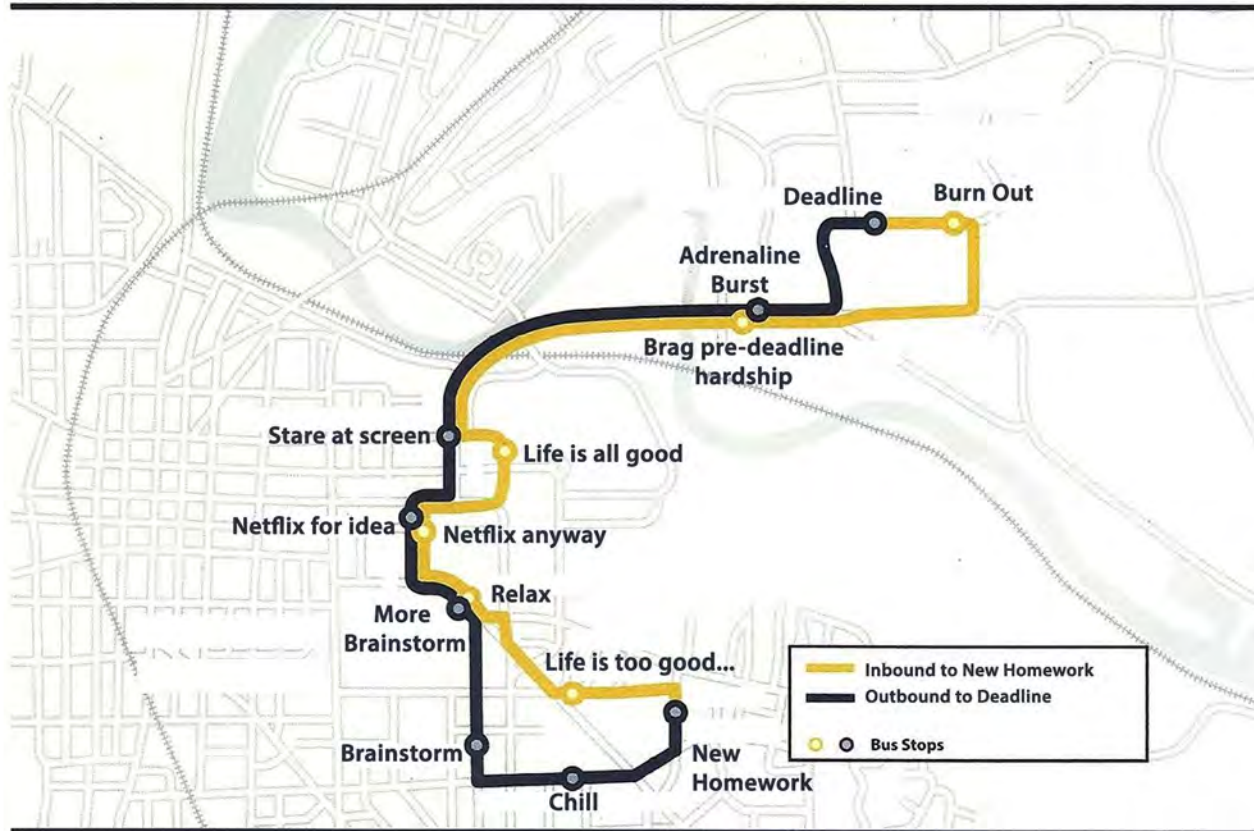 Deadline
Burn Out
Adrenaline
Burst
Brag pre-deadline
hardship
Stare at screen
Life is all good
Netflix for idea
Netflix anyway
Relax
More
Brainstorm
Life is too good...
Inbound to New Homework
Outbound to Deadline
Bus Stops
Brainstorm
New
Homework
Chill